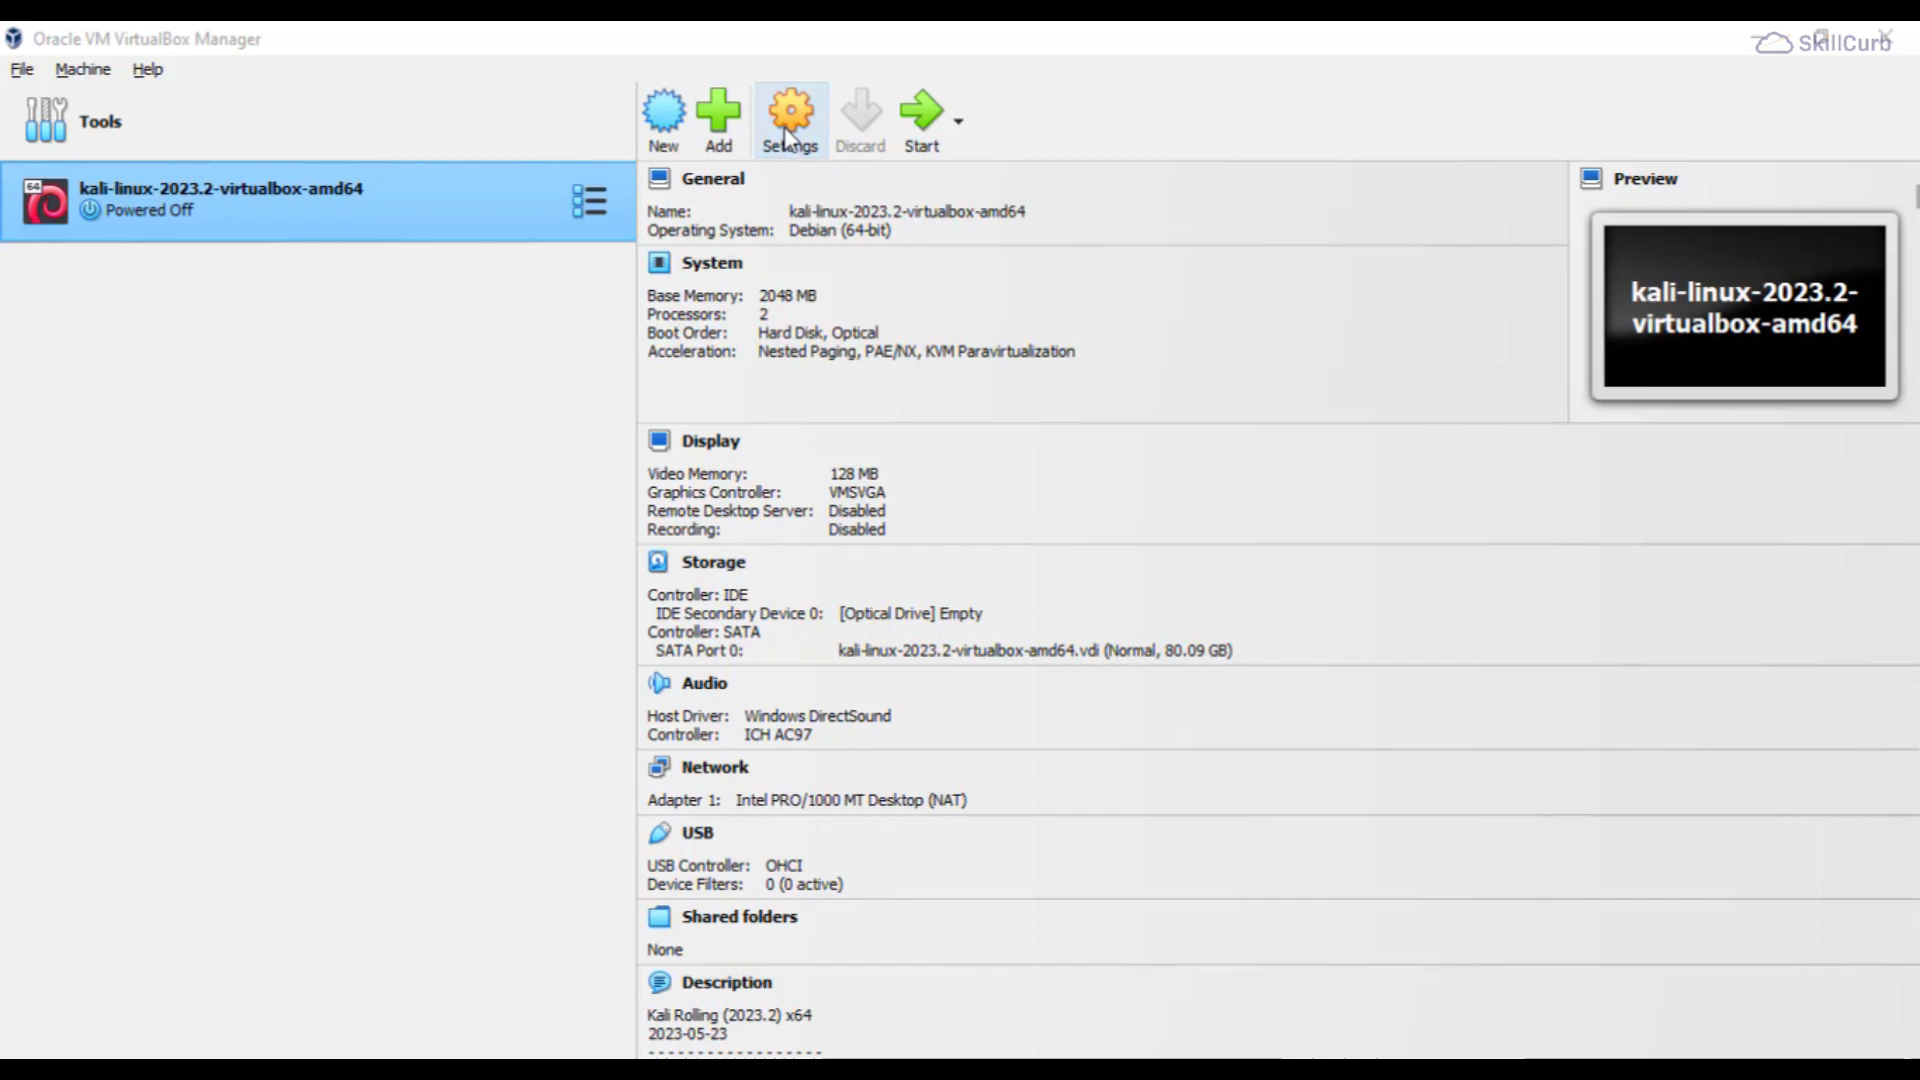 Oracle VM VirtualBox Manager
SkillCurb
File Machine Help
Tools
New Add Settings Discard Start
64 kali-linux-2023.2-virtualbox-amd64
Powered Off
General
Name: kali-linux-2023.2-virtualbox-amd64
Operating System: Debian (64-bit)
Preview
kali-linux-2023.2-
virtualbox-amd64
System
Base Memory: 2048 MB
Processors: 2
Boot Order: Hard Disk, Optical
Acceleration: Nested Paging, PAE/NX, KVM Paravirtualization
Display
Video Memory: 128 MB
Graphics Controller: VMSVGA
Remote Desktop Server: Disabled
Recording: Disabled
Storage
Controller: IDE
IDE Secondary Device 0: [Optical Drive] Empty
Controller: SATA
SATA Port 0: kali-linux-2023.2-virtualbox-amd64.vdi (Normal, 80.09 GB)
Audio
Host Driver: Windows DirectSound
Controller: ICH AC97
Network
Adapter 1: Intel PRO/1000 MT Desktop (NAT)
USB
USB Controller: OHCI
Device Filters: 0 (0 active)
Shared folders
None
Description
Kali Rolling (2023.2) x64
2023-05-23
- - - - - - - - - - - - - - - - - -